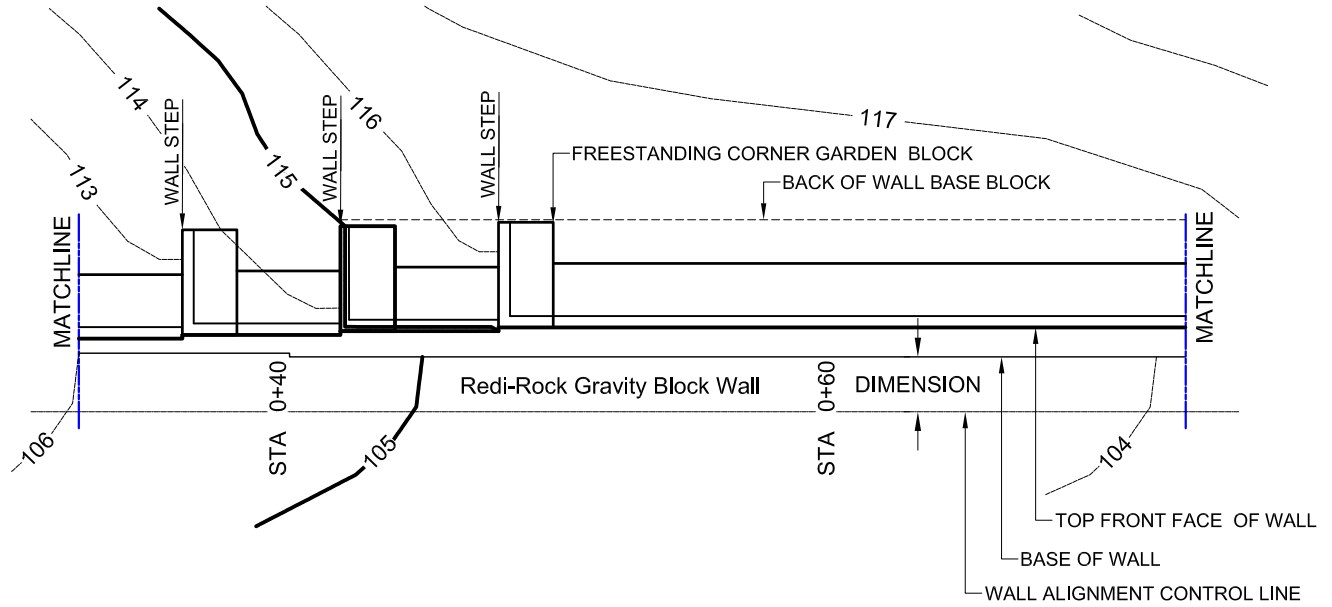 117
116
114
WALL STEP
WALL STEP
WALL STEP
115
113
FREESTANDING CORNER GARDEN BLOCK
BACK OF WALL BASE BLOCK
MATCHLINE
MATCHLINE
STA 0+40
Redi-Rock Gravity Block Wall
STA 0+60
DIMENSION
106
105
104
TOP FRONT FACE OF WALL
BASE OF WALL
WALL ALIGNMENT CONTROL LINE